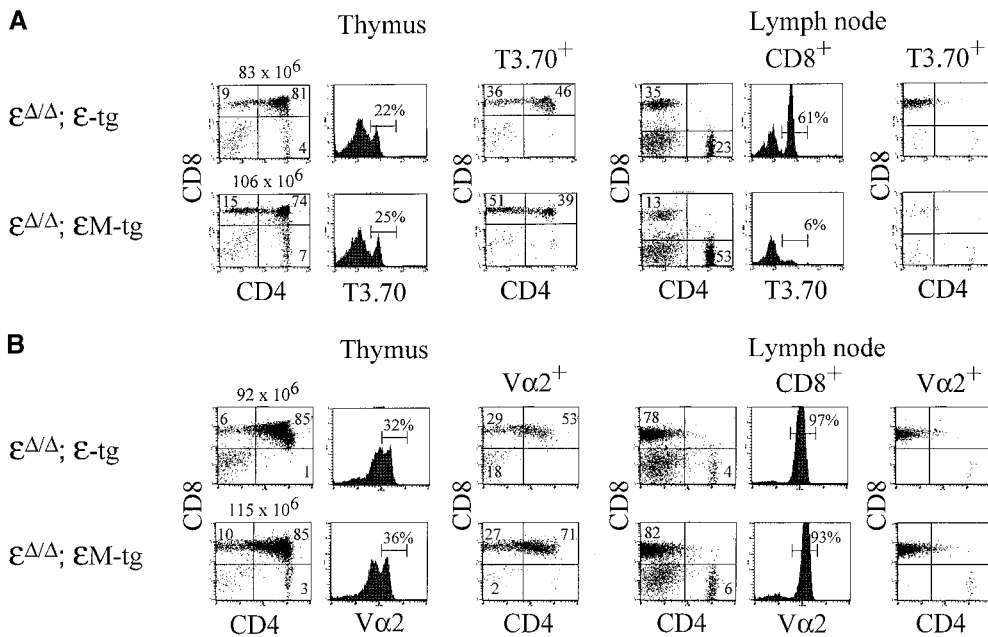 A
Thymus
Lymph node
T3.70+
CD8+
T3.70+
83 x 10^6
εΔ/Δ; ε-tg
9
81
4
22%
36
46
35
23
61%
CD8
CD8
106 x 10^6
εΔ/Δ; εM-tg
15
74
7
25%
51
39
13
53
6%
CD4
T3.70
CD4
CD4
T3.70
CD4
B
Thymus
Lymph node
Vα2+
CD8+
Vα2+
92 x 10^6
εΔ/Δ; ε-tg
6
85
1
32%
29
53
18
78
4
97%
CD8
CD8
115 x 10^6
εΔ/Δ; εM-tg
10
85
3
36%
27
71
2
82
6
93%
CD4
Vα2
CD4
CD4
Vα2
CD4